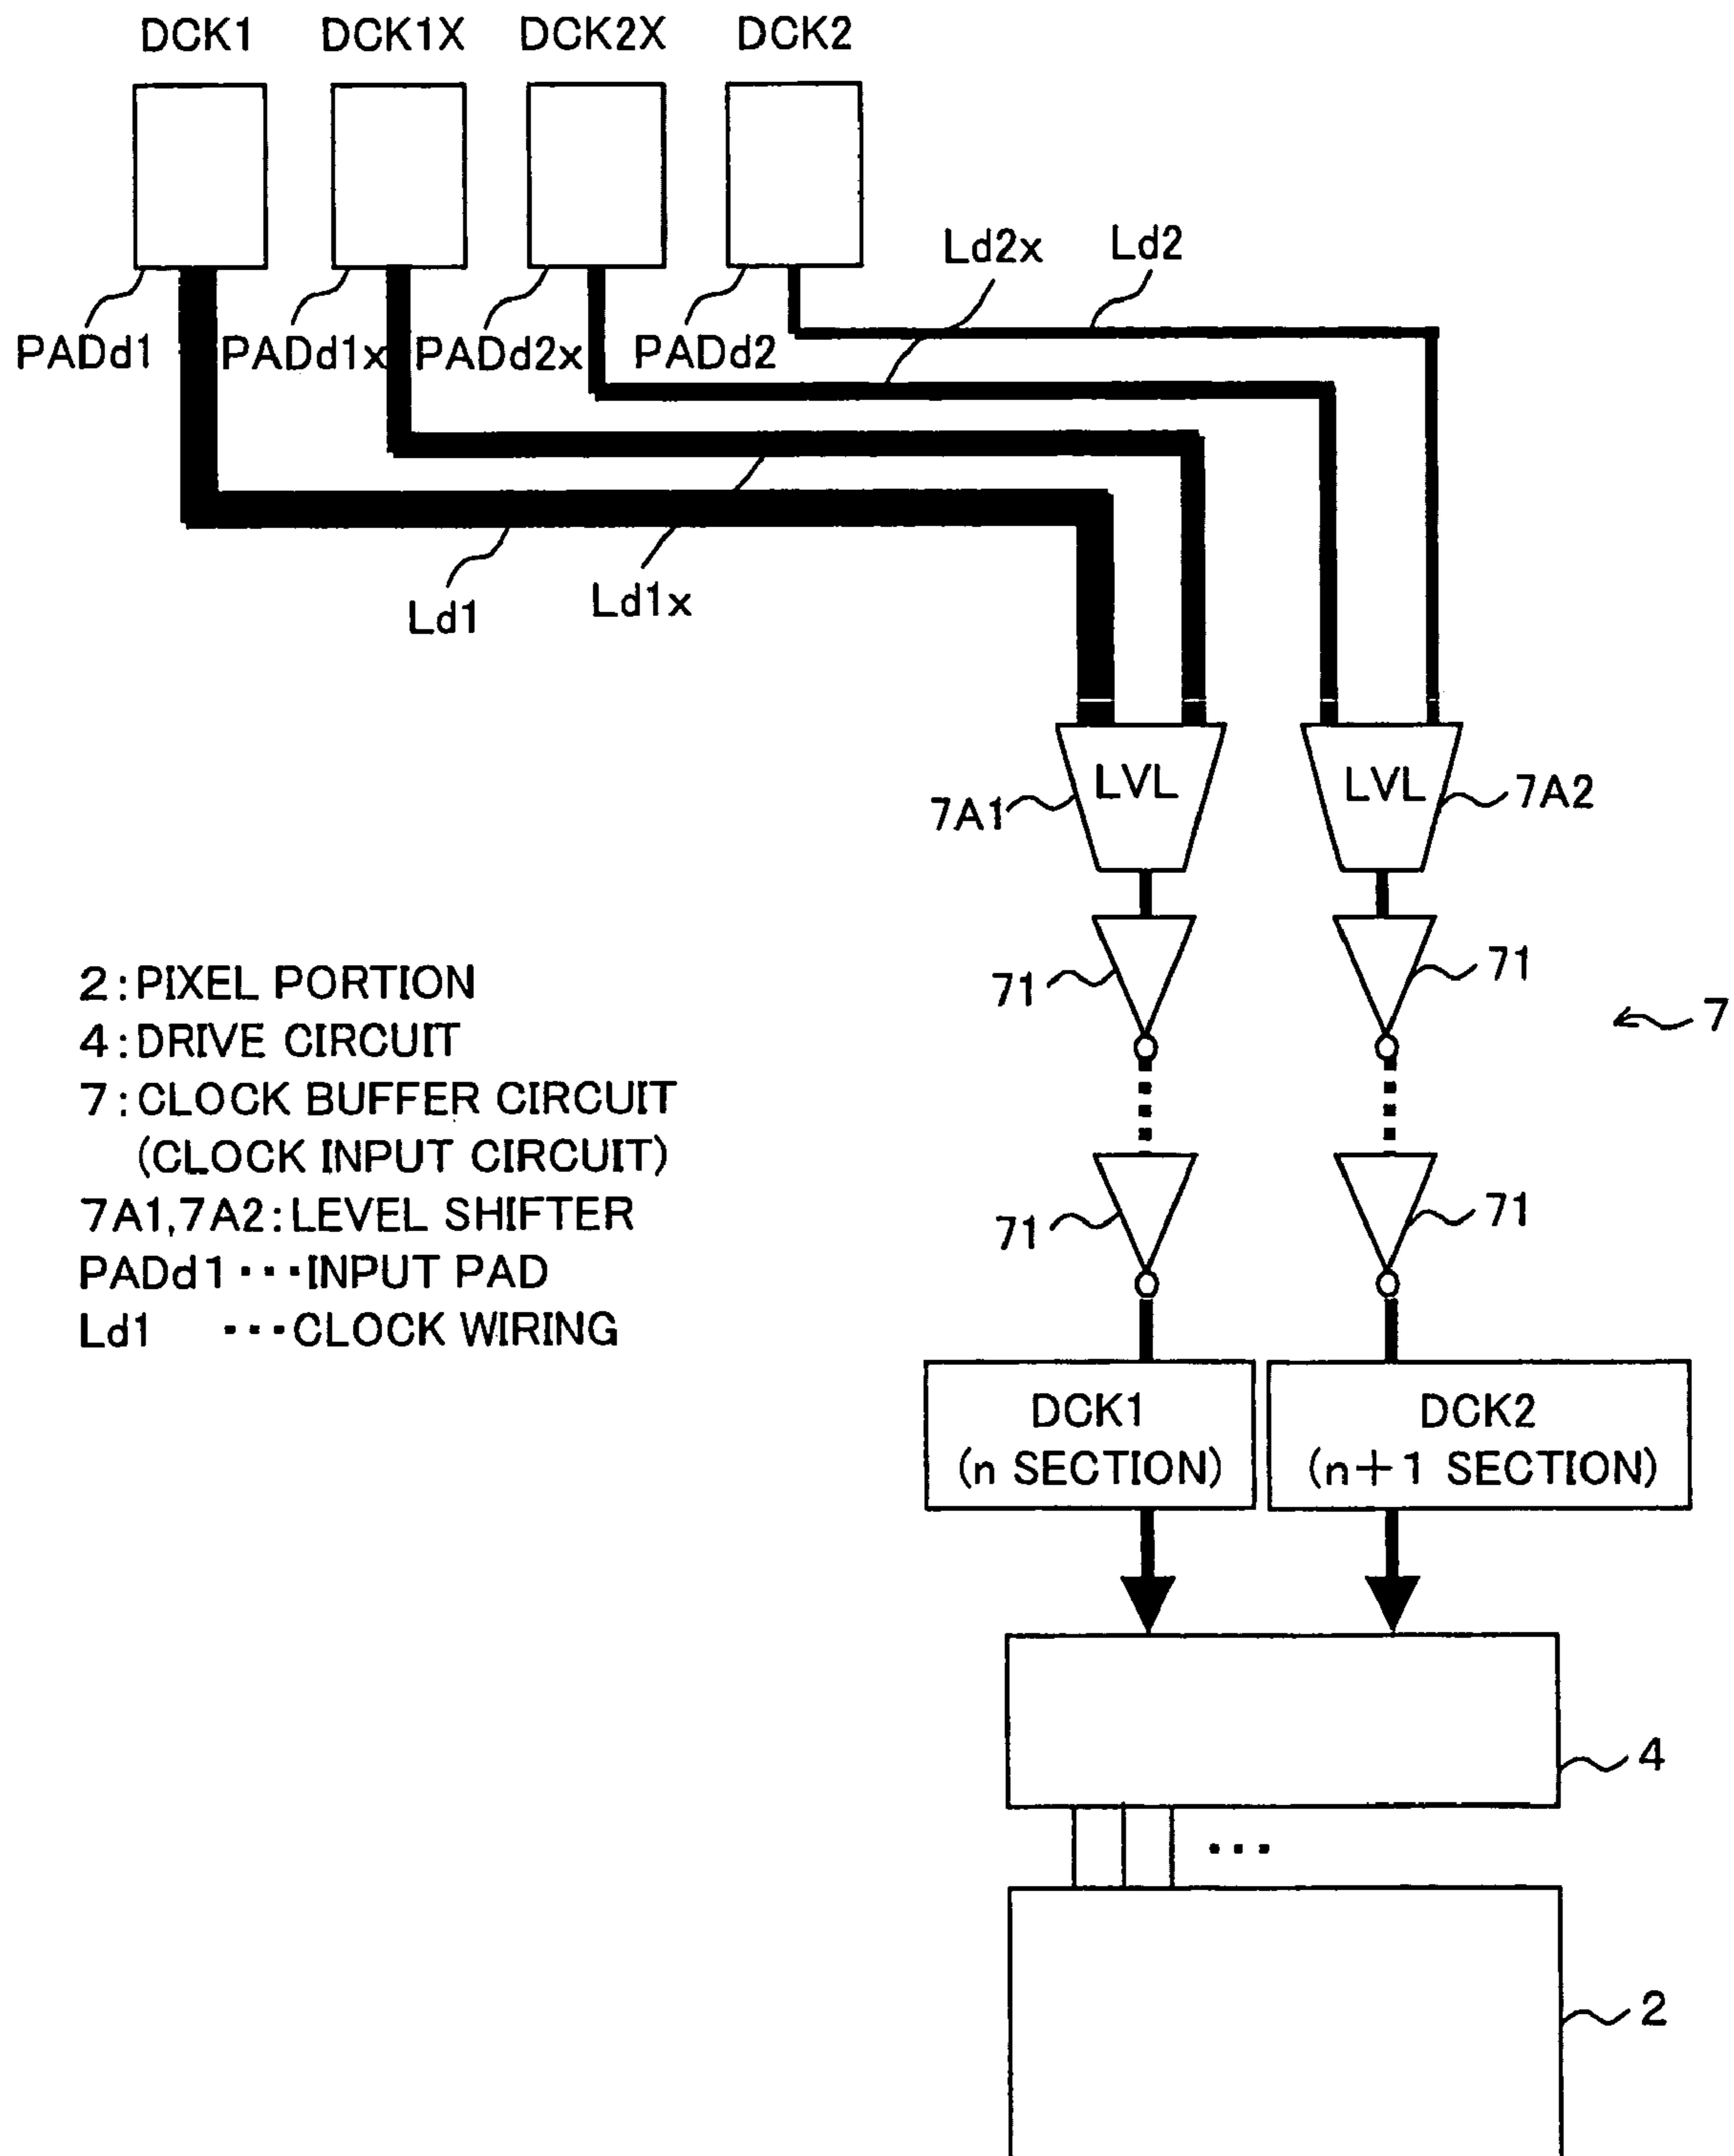 DCK1 DCK1X DCK2X DCK2
Ld2x Ld2
PADd1 PADd1x PADd2x PADd2
Ld1 Ld1x
LVL LVL
7A1 7A2
71 71
7
71 71
2:PIXEL PORTION
4:DRIVE CIRCUIT
7:CLOCK BUFFER CIRCUIT
(CLOCK INPUT CIRCUIT)
7A1,7A2:LEVEL SHIFTER
PADd1···INPUT PAD
Ld1 ···CLOCK WIRING
DCK1 DCK2
(n SECTION) (n+1 SECTION)
4
···
2